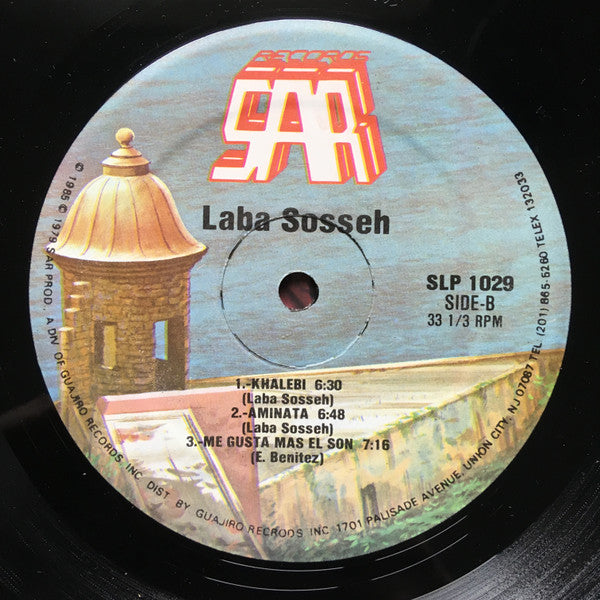 RECORDS
SAR
Laba Sosseh
SLP 1029
SIDE-B
33 1/3 RPM
1.-KHALEBI 6:30
(Laba Sosseh)
2.-AMINATA 6:48
(Laba Sosseh)
3.-ME GUSTA MAS EL SON 7:16
(E. Benitez)
© 1985 © 1979 SAR PROD. A DIV. OF GUAJIRO RECORDS INC. DIST. BY GUAJIRO RECRODS INC 1701 PALISADE AVENUE, UNION CITY, NJ 07087 TEL. (201) 865-5260 TELEX 132033